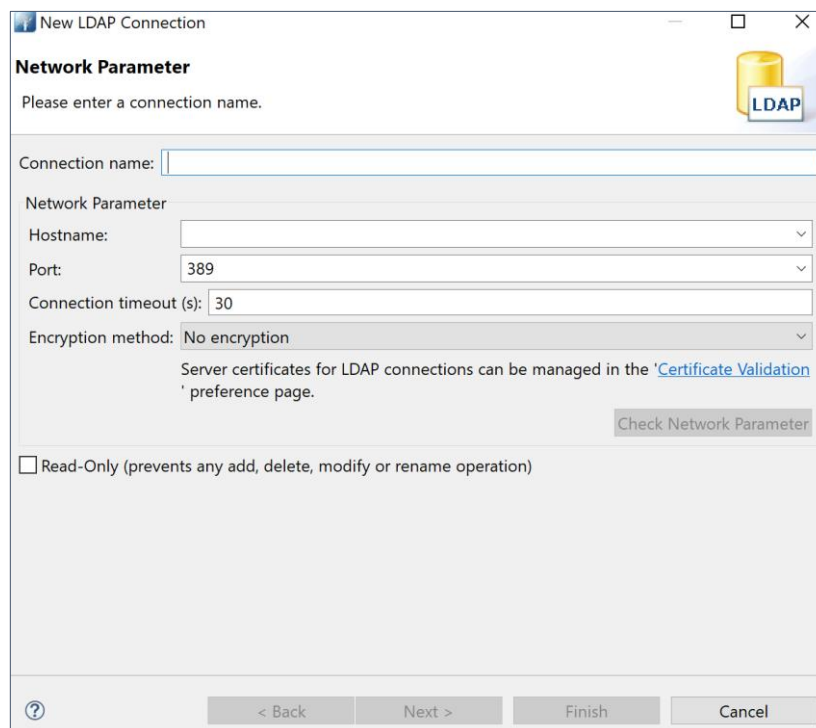 New LDAP Connection
Network Parameter
Please enter a connection name.
LDAP
Connection name:
Network Parameter
Hostname:
Port: 389
Connection timeout (s): 30
Encryption method: No encryption
Server certificates for LDAP connections can be managed in the 'Certificate Validation
' preference page.
Check Network Parameter
Read-Only (prevents any add, delete, modify or rename operation)
? < Back Next > Finish Cancel